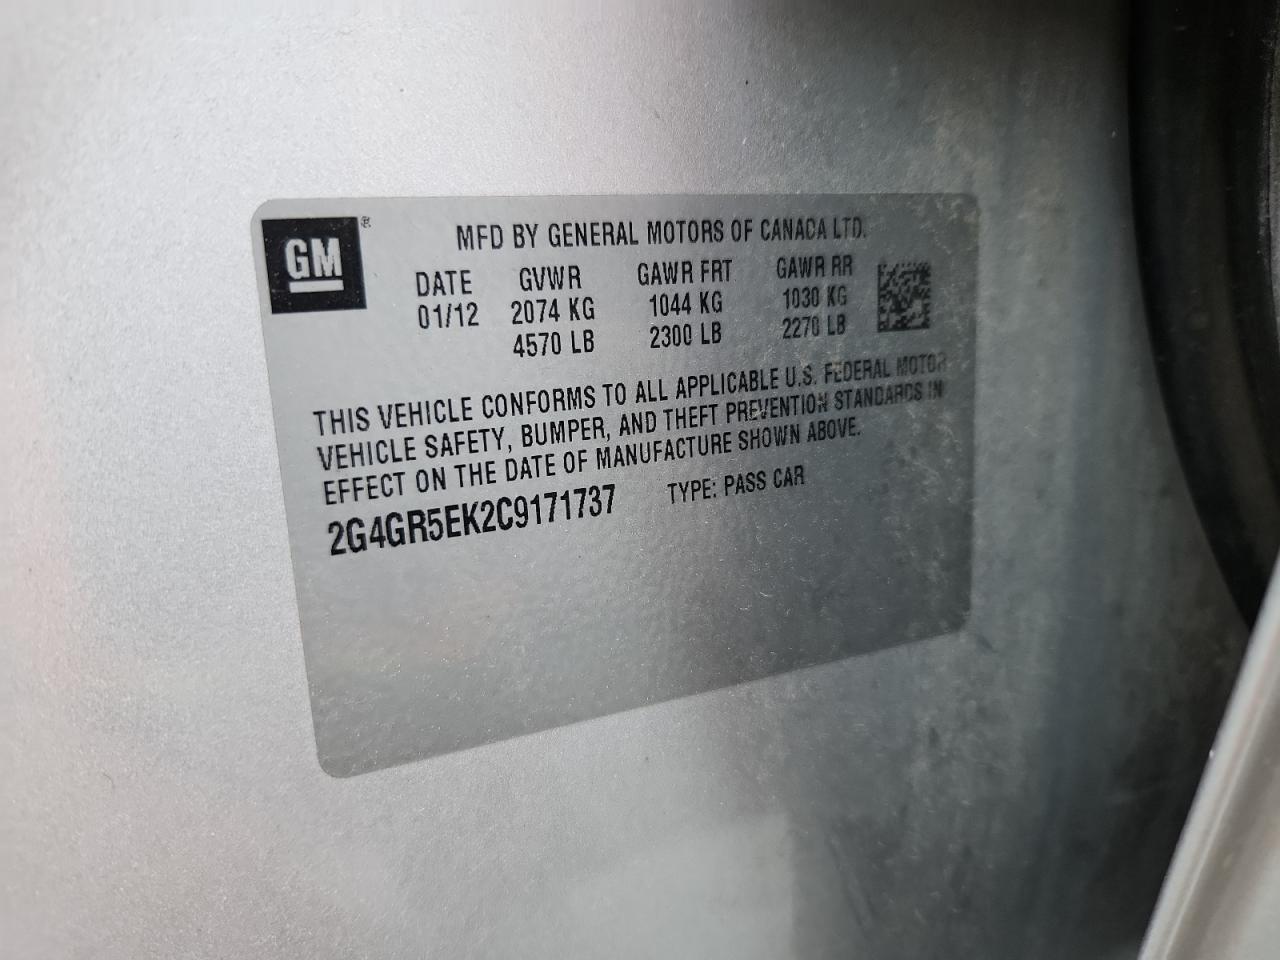 GM ®
MFD BY GENERAL MOTORS OF CANADA LTD.
DATE GVWR GAWR FRT GAWR RR
01/12 2074 KG 1044 KG 1030 KG
4570 LB 2300 LB 2270 LB
THIS VEHICLE CONFORMS TO ALL APPLICABLE U.S. FEDERAL MOTOR
VEHICLE SAFETY, BUMPER, AND THEFT PREVENTION STANDARDS IN
EFFECT ON THE DATE OF MANUFACTURE SHOWN ABOVE.
2G4GR5EK2C9171737 TYPE: PASS CAR